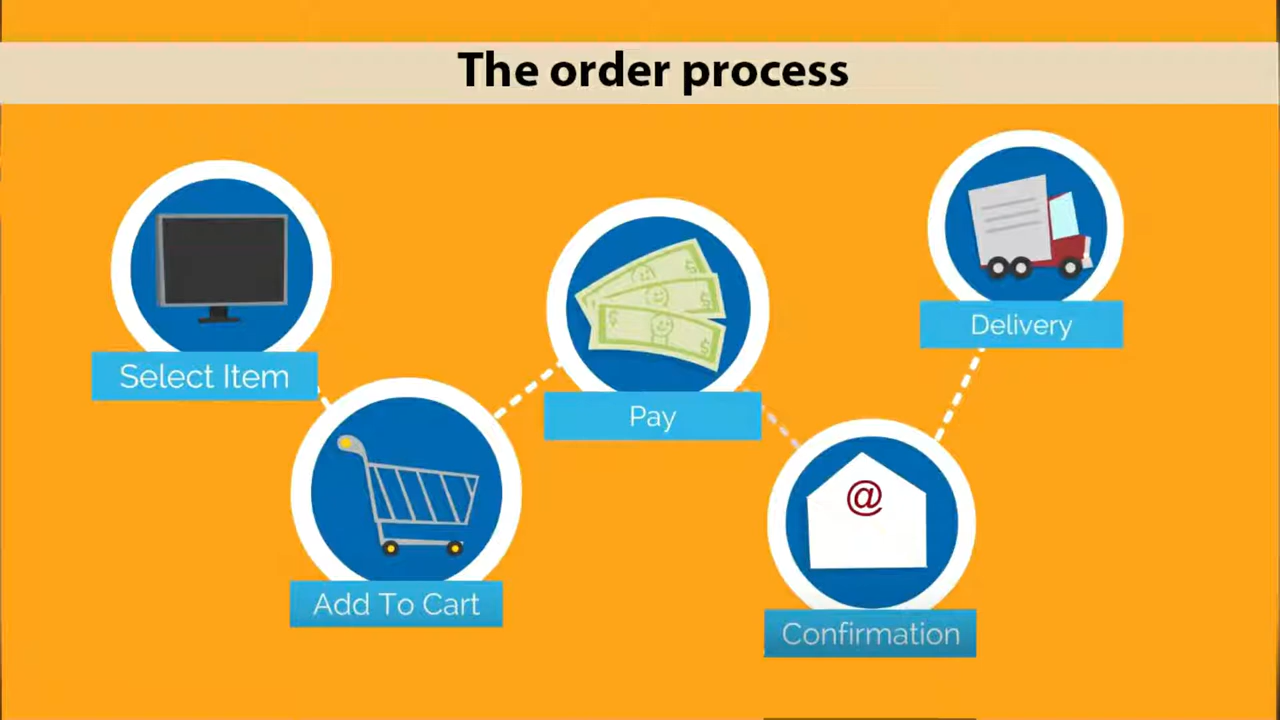 The order process
Select Item
Add To Cart
Pay
Confirmation
@
Delivery